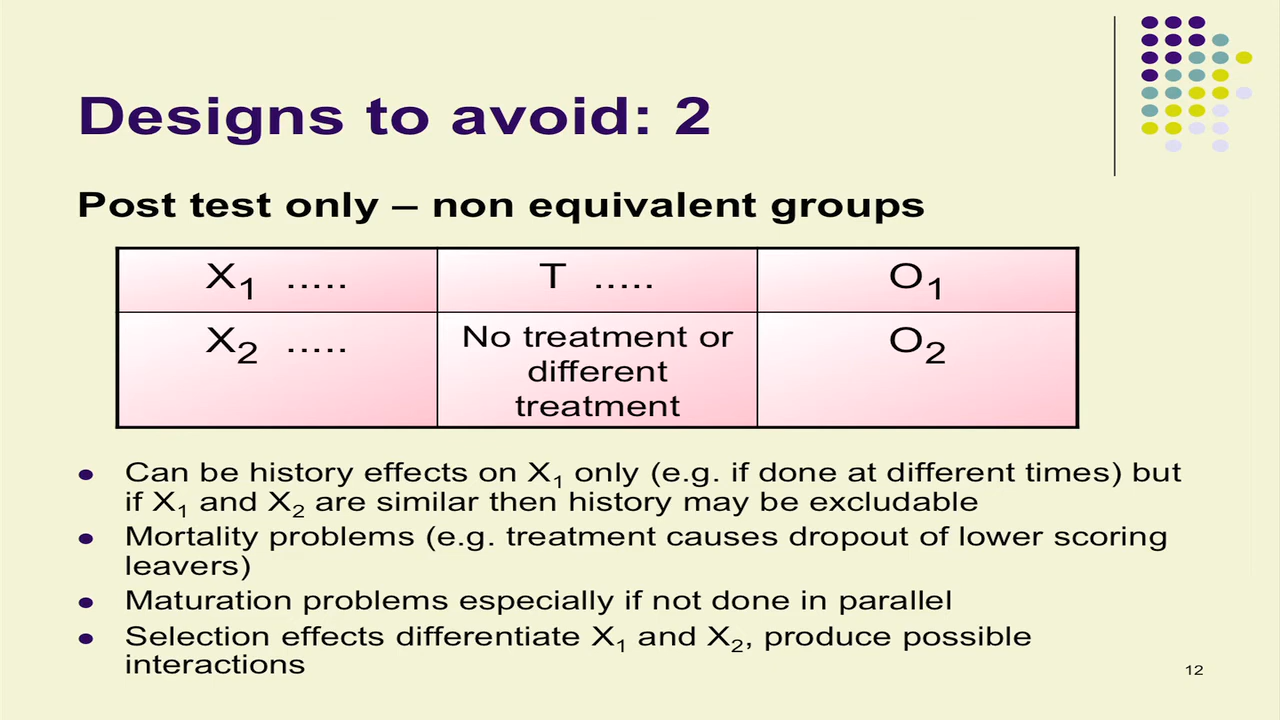 Designs to avoid: 2
Post test only – non equivalent groups
X1 ..... T ..... O1
X2 ..... No treatment or O2
different
treatment
Can be history effects on X1 only (e.g. if done at different times) but
if X1 and X2 are similar then history may be excludable
Mortality problems (e.g. treatment causes dropout of lower scoring
leavers)
Maturation problems especially if not done in parallel
Selection effects differentiate X1 and X2, produce possible
interactions
12